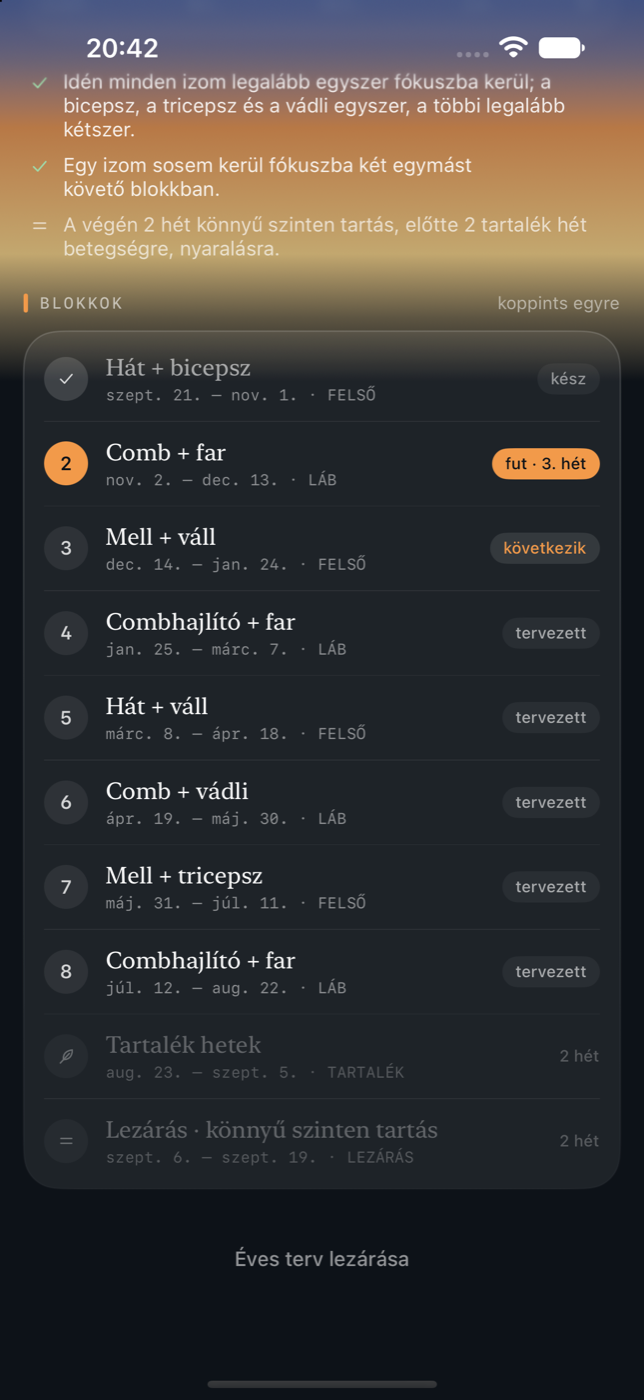 20:42
Idén minden izom legalább egyszer fókuszba kerül; a
bicepsz, a tricepsz és a vádli egyszer, a többi legalább
kétszer.
Egy izom sosem kerül fókuszba két egymást
követő blokkban.
A végén 2 hét könnyű szinten tartás, előtte 2 tartalék hét
betegségre, nyaralásra.
BLOKKOK
koppints egyre
Hát + bicepsz
szept. 21. – nov. 1. · FELSŐ
kész
2
Comb + far
nov. 2. – dec. 13. · LÁB
fut · 3. hét
3
Mell + váll
dec. 14. – jan. 24. · FELSŐ
következik
4
Combhajlító + far
jan. 25. – márc. 7. · LÁB
tervezett
5
Hát + váll
márc. 8. – ápr. 18. · FELSŐ
tervezett
6
Comb + vádli
ápr. 19. – máj. 30. · LÁB
tervezett
7
Mell + tricepsz
máj. 31. – júl. 11. · FELSŐ
tervezett
8
Combhajlító + far
júl. 12. – aug. 22. · LÁB
tervezett
Tartalék hetek
aug. 23. – szept. 5. · TARTALÉK
2 hét
Lezárás · könnyű szinten tartás
szept. 6. – szept. 19. · LEZÁRÁS
2 hét
Éves terv lezárása